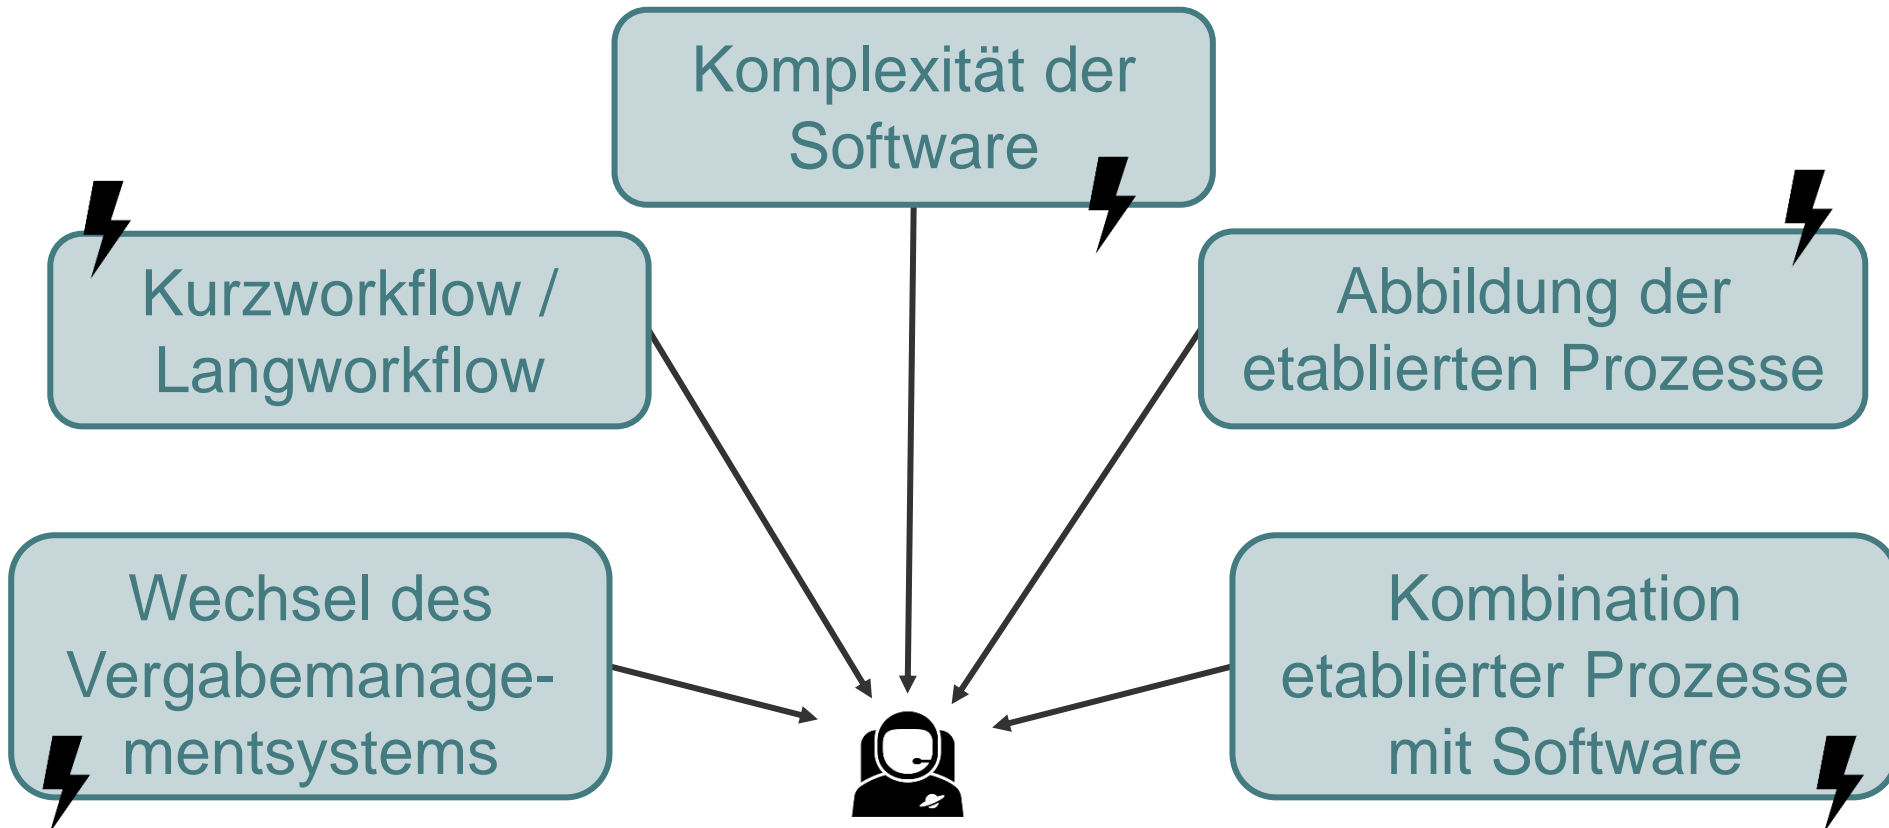 Komplexität der
Software
Kurzworkflow /
Langworkflow
Abbildung der
etablierten Prozesse
Wechsel des
Vergabemanage-
mentsystems
Kombination
etablierter Prozesse
mit Software